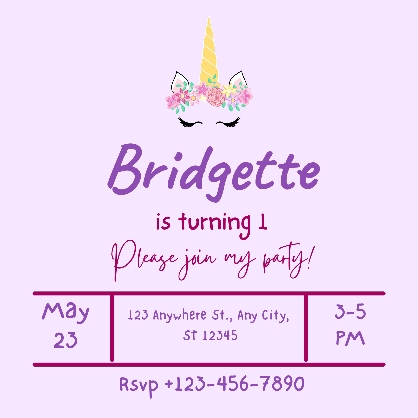 Bridgette
is turning 1
Please join my party!
May
23
123 Anywhere St., Any City,
ST 12345
3-5
PM
Rsvp +123-456-7890